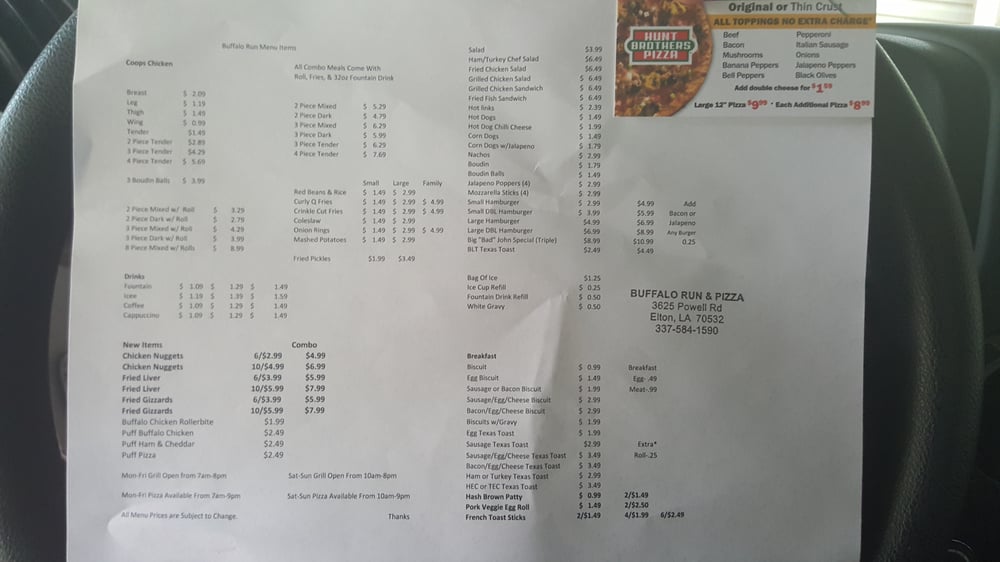 Buffalo Run Menu Items
Coops Chicken
Breast $ 2.09
Leg $ 1.19
Thigh $ 1.49
Wing $ 0.99
Tender $1.49
2 Piece Tender $2.89
3 Piece Tender $4.29
4 Piece Tender $ 5.69
3 Boudin Balls $ 3.99
All Combo Meals Come With
Roll, Fries, & 32oz Fountain Drink
2 Piece Mixed $ 5.29
2 Piece Dark $ 4.79
3 Piece Mixed $ 6.29
3 Piece Dark $ 5.99
3 Piece Tender $ 6.29
4 Piece Tender $ 7.69
2 Piece Mixed w/ Roll $ 3.29
2 Piece Dark w/ Roll $ 2.79
3 Piece Mixed w/ Roll $ 4.29
3 Piece Dark w/ Roll $ 3.99
8 Piece Mixed w/ Rolls $ 8.99
Small Large Family
Red Beans & Rice $ 1.49 $ 2.99
Curly Q Fries $ 1.49 $ 2.99 $ 4.99
Crinkle Cut Fries $ 1.49 $ 2.99 $ 4.99
Coleslaw $ 1.49 $ 2.99
Onion Rings $ 1.49 $ 2.99 $ 4.99
Mashed Potatoes $ 1.49 $ 2.99
Fried Pickles $1.99 $3.49
Drinks
Fountain $ 1.09 $ 1.29 $ 1.49
Icee $ 1.19 $ 1.39 $ 1.59
Coffee $ 1.09 $ 1.29 $ 1.49
Cappuccino $ 1.09 $ 1.29 $ 1.49
New Items Combo
Chicken Nuggets 6/$2.99 $4.99
Chicken Nuggets 10/$4.99 $6.99
Fried Liver 6/$3.99 $5.99
Fried Liver 10/$5.99 $7.99
Fried Gizzards 6/$3.99 $5.99
Fried Gizzards 10/$5.99 $7.99
Buffalo Chicken Rollerbite $1.99
Puff Buffalo Chicken $2.49
Puff Ham & Cheddar $2.49
Puff Pizza $2.49
Mon-Fri Grill Open from 7am-8pm Sat-Sun Grill Open From 10am-8pm
Mon-Fri Pizza Available From 7am-9pm Sat-Sun Pizza Available From 10am-9pm
All Menu Prices are Subject to Change. Thanks
Salad $3.99
Ham/Turkey Chef Salad $6.49
Fried Chicken Salad $6.49
Grilled Chicken Salad $ 6.49
Grilled Chicken Sandwich $ 6.49
Fried Fish Sandwich $ 6.49
Hot links $ 2.39
Hot Dogs $ 1.49
Hot Dog Chili Cheese $ 1.99
Corn Dogs $ 1.49
Corn Dogs w/Jalapeno $ 1.79
Nachos $ 2.99
Boudin $ 1.79
Boudin Balls $ 1.49
Jalapeno Poppers (4) $ 2.99
Mozzarella Sticks (4) $ 2.99
Small Hamburger $ 2.99 $4.99 Add
Small DBL Hamburger $ 3.99 $5.99 Bacon or
Large Hamburger $4.99 $6.99 Jalapeno
Large DBL Hamburger $6.99 $8.99 Any Burger
Big "Bad" John Special (Triple) $8.99 $10.99 0.25
BLT Texas Toast $2.49 $4.49
Bag Of Ice $1.25
Ice Cup Refill $ 0.25
Fountain Drink Refill $ 0.50
White Gravy $ 0.50
BUFFALO RUN & PIZZA
3625 Powell Rd
Elton, LA 70532
337-584-1590
Breakfast
Biscuit $ 0.99 Breakfast
Egg Biscuit $ 1.49 Egg- .49
Sausage or Bacon Biscuit $ 1.99 Meat-.99
Sausage/Egg/Cheese Biscuit $ 2.99
Bacon/Egg/Cheese Biscuit $ 2.99
Biscuits w/Gravy $ 1.99
Egg Texas Toast $ 1.99
Sausage Texas Toast $2.99 Extra*
Sausage/Egg/Cheese Texas Toast $ 3.49 Roll-.25
Bacon/Egg/Cheese Texas Toast $ 3.49
Ham or Turkey Texas Toast $ 2.99
HEC or TEC Texas Toast $ 3.49
Hash Brown Patty $ 0.99 2/$1.49
Pork Veggie Egg Roll $ 1.49 2/$2.50
French Toast Sticks 2/$1.49 4/$1.99 6/$2.49
HUNT
BROTHERS
PIZZA
Original or Thin Crust
ALL TOPPINGS NO EXTRA CHARGE*
Beef Pepperoni
Bacon Italian Sausage
Mushrooms Onions
Banana Peppers Jalapeno Peppers
Bell Peppers Black Olives
Add double cheese for $1.59
Large 12" Pizza $9.99 • Each Additional Pizza $8.99